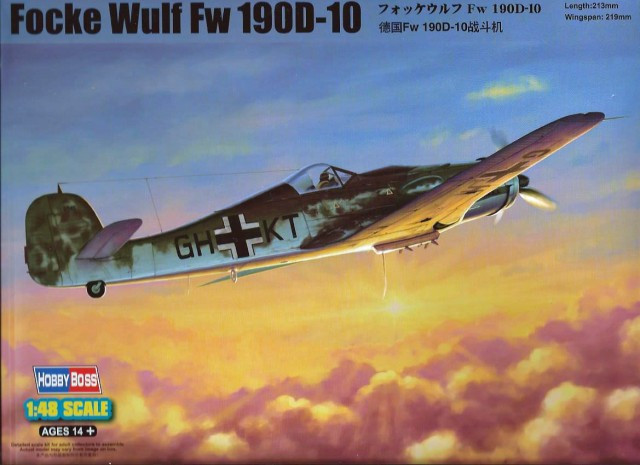 Focke Wulf Fw 190D-10
フォッケウルフ Fw 190D-10
德国Fw 190D-10战斗机
Length:213mm
Wingspan: 219mm
GH KT
HOBBY BOSS
1:48 SCALE
AGES 14 +